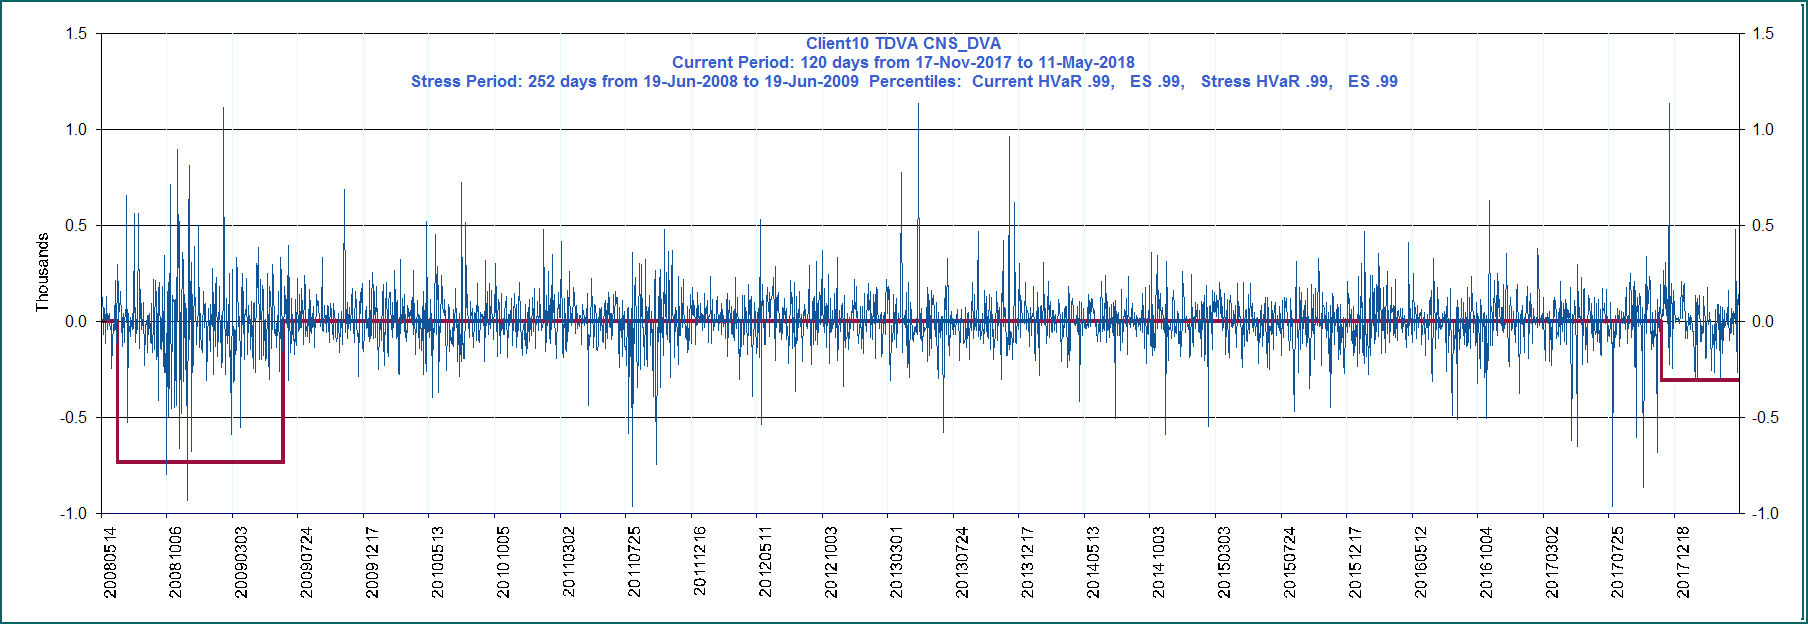 Client10 TDVA CNS_DVA
Current Period: 120 days from 17-Nov-2017 to 11-May-2018
Stress Period: 252 days from 19-Jun-2008 to 19-Jun-2009  Percentiles:  Current HVaR .99,   ES .99,   Stress HVaR .99,   ES .99
1.5 1.5
1.0 1.0
0.5 0.5
Thousands
0.0 0.0
-0.5 -0.5
-1.0 -1.0
20080514 20081006 20090303 20090724 20091217 20100513 20101005 20110302 20110725 20111216 20120511 20121003 20130301 20130724 20131217 20140513 20141003 20150303 20150724 20151217 20160512 20161004 20170302 20170725 20171218